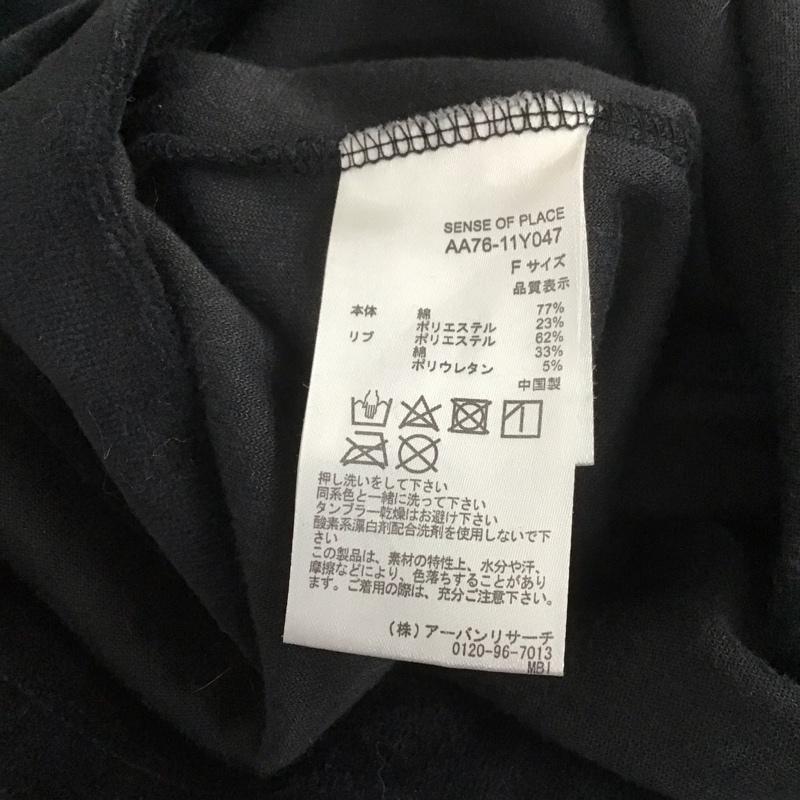 SENSE OF PLACE
AA76-11Y047
F サイズ
品質表示
本体 綿 77%
ポリエステル 23%
リブ ポリエステル 62%
綿 33%
ポリウレタン 5%
中国製
押し洗いをして下さい
同系色と一緒に洗って下さい
タンブラー乾燥はお避け下さい
酸素系漂白剤配合洗剤を使用しないで下
さい
この製品は、素材の特性上、水分や汗、
摩擦などにより、色落ちすることがあり
ます。ご着用の際は、充分ご注意下さい。
(株)アーバンリサーチ
0120-96-7013
MBI